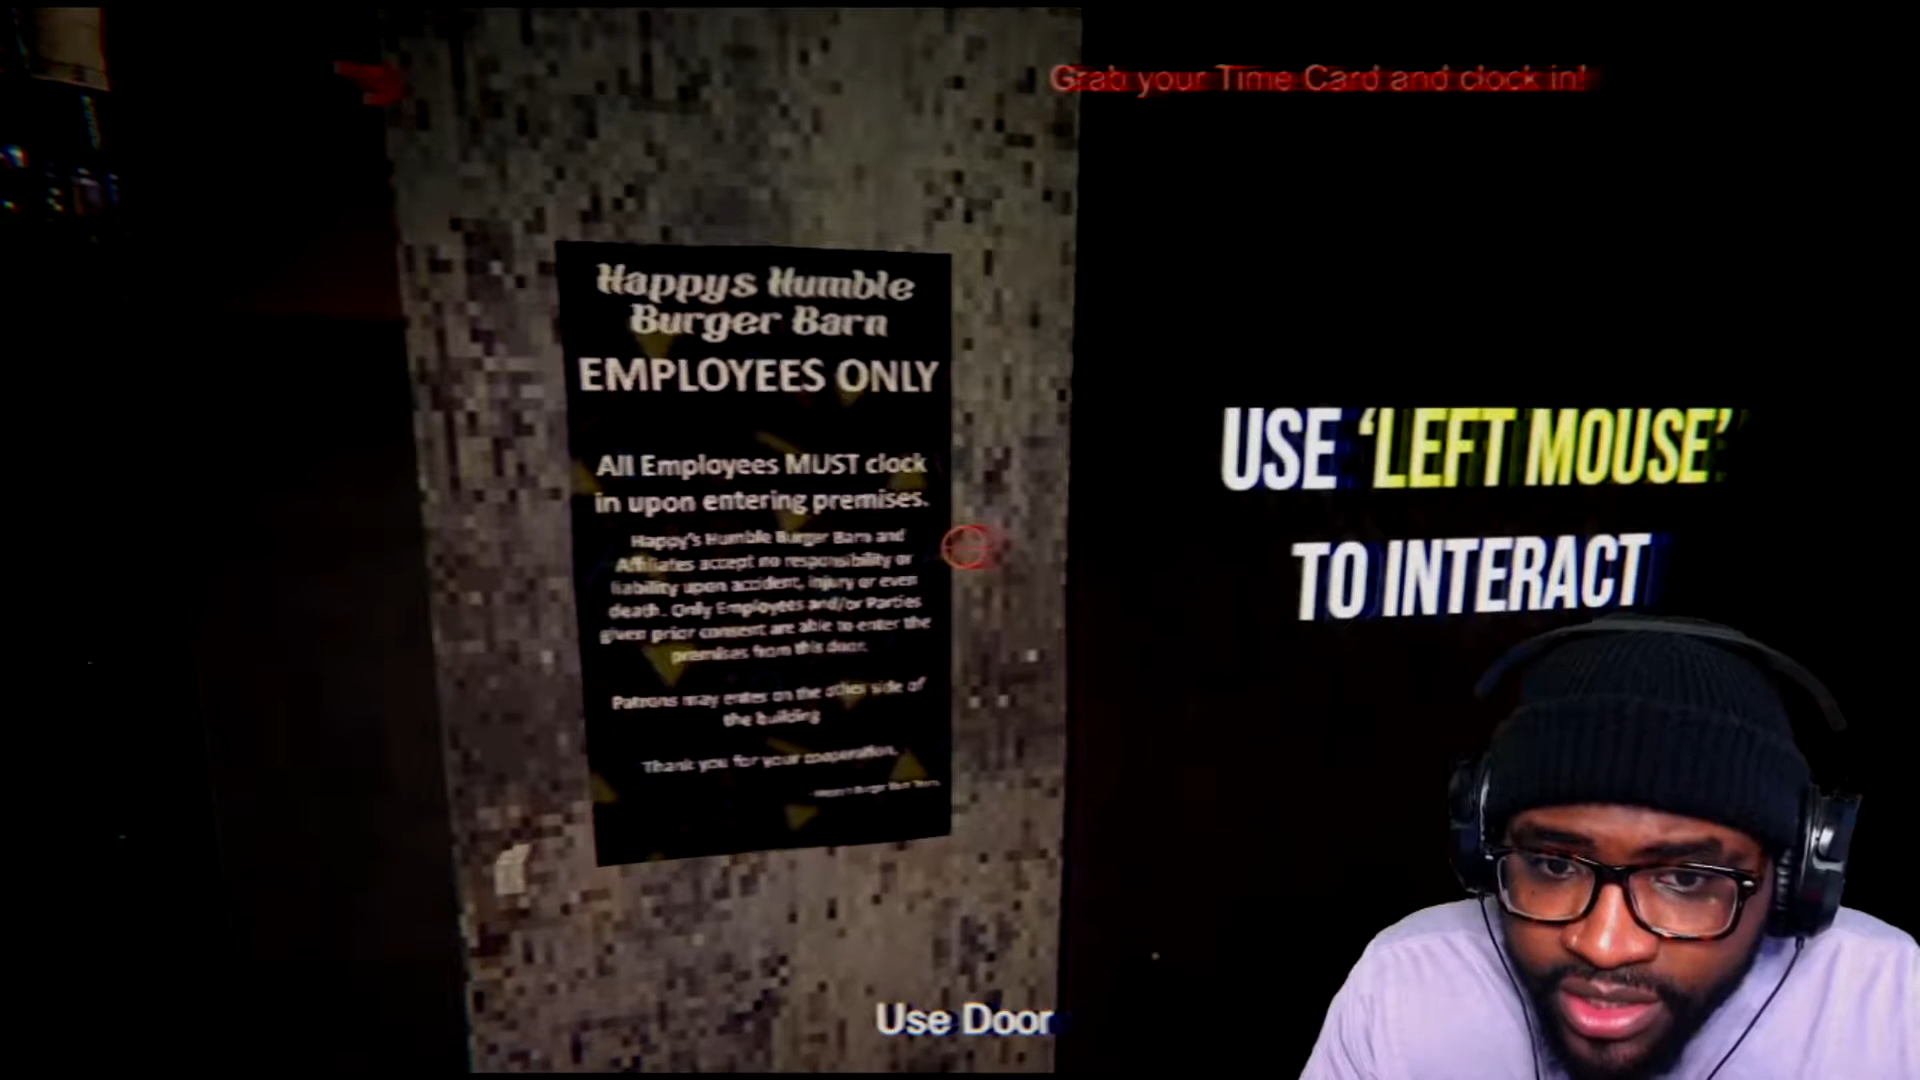 Grab your Time Card and clock in!
Happys Humble
Burger Barn
EMPLOYEES ONLY
All Employees MUST clock
in upon entering premises.
Happy's Humble Burger Barn and
Affiliates accept no responsibility or
liability upon accident, injury or even
death. Only Employees and/or Parties
given prior consent are able to enter the
premises from this door.
Patrons may enter on the other side of
the building
Thank you for your cooperation.
USE ‘LEFT MOUSE’
TO INTERACT
Use Door